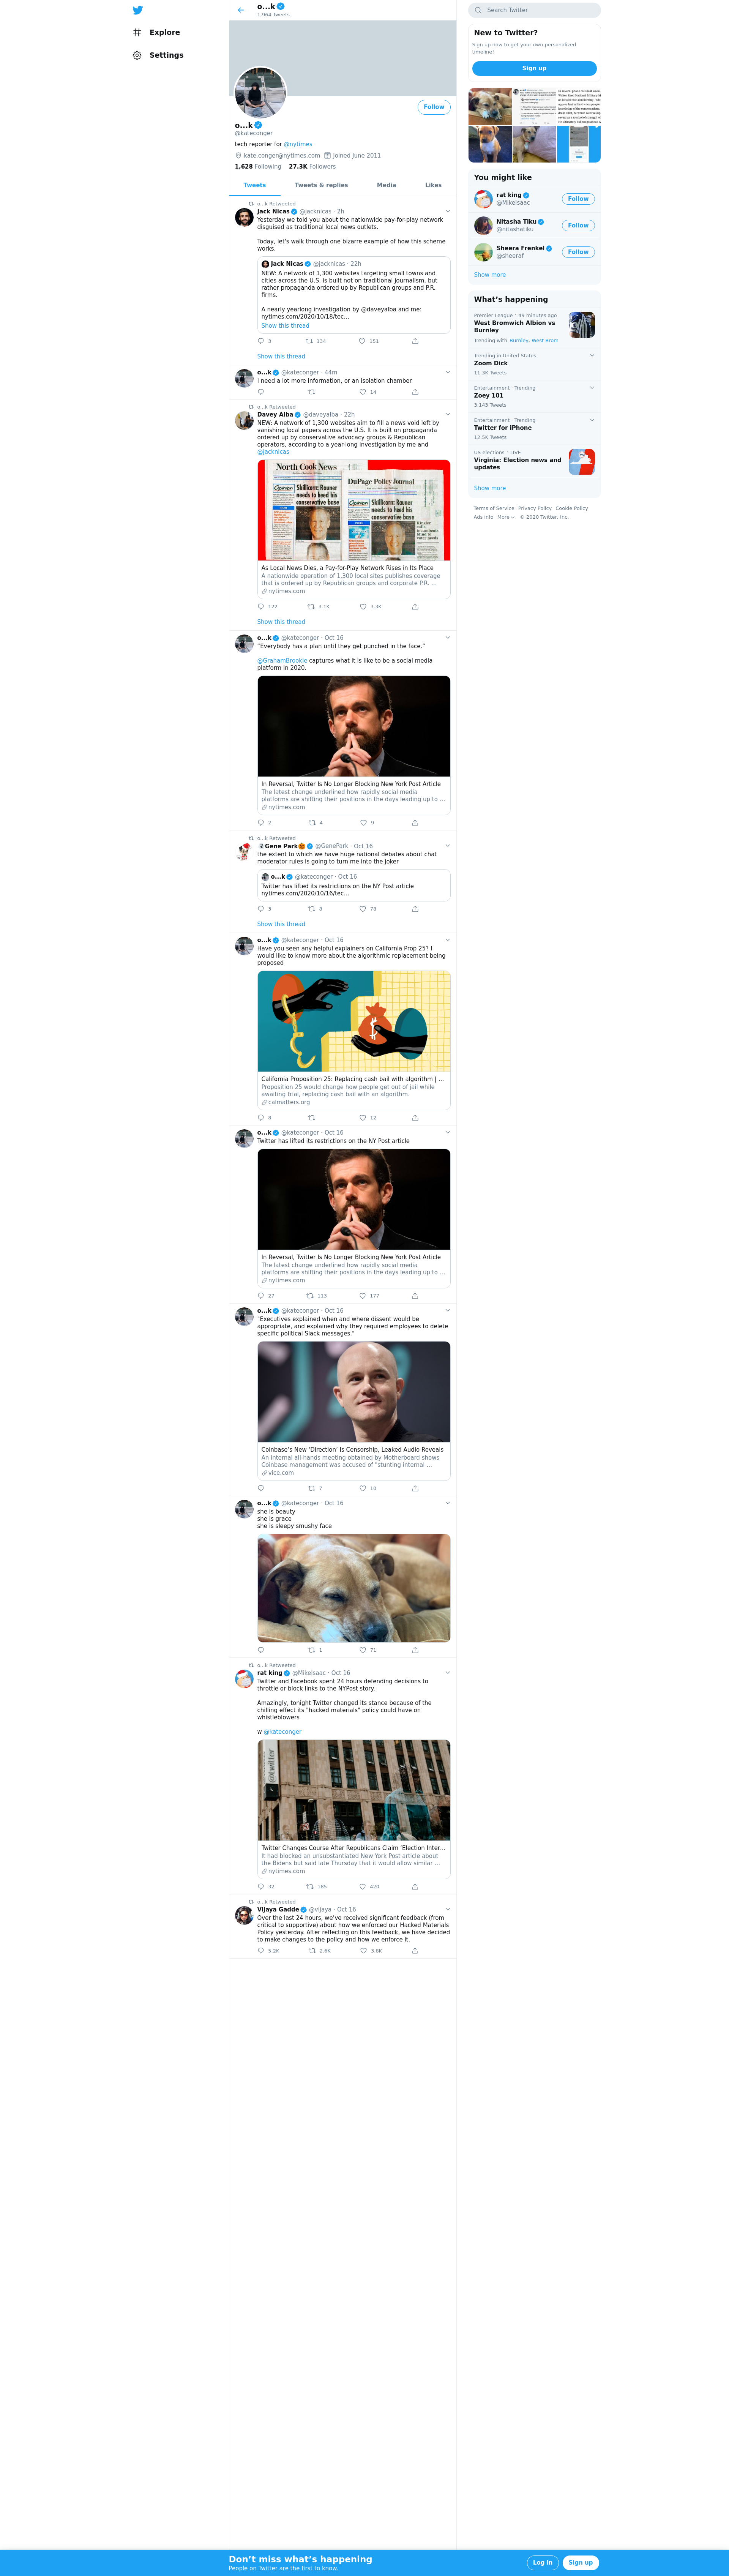 Explore
Settings
o...k
1,964 Tweets
Follow
o...k
@kateconger
tech reporter for @nytimes
kate.conger@nytimes.com Joined June 2011
1,628 Following 27.3K Followers
Tweets Tweets & replies Media Likes
o...k Retweeted
Jack Nicas @jacknicas · 2h
Yesterday we told you about the nationwide pay-for-play network
disguised as traditional local news outlets.
Today, let's walk through one bizarre example of how this scheme
works.
Jack Nicas @jacknicas · 22h
NEW: A network of 1,300 websites targeting small towns and
cities across the U.S. is built not on traditional journalism, but
rather propaganda ordered up by Republican groups and P.R.
firms.
A nearly yearlong investigation by @daveyalba and me:
nytimes.com/2020/10/18/tec...
Show this thread
3 134 151
Show this thread
o...k @kateconger · 44m
I need a lot more information, or an isolation chamber
14
o...k Retweeted
Davey Alba @daveyalba · 22h
NEW: A network of 1,300 websites aim to fill a news void left by
vanishing local papers across the US. It is built on propaganda
ordered up by conservative advocacy groups & Republican
operators, according to a year-long investigation by me and
@jacknicas
North Cook News
DuPage Policy Journal
Opinion
Skillicorn: Rauner
needs to heed his
conservative base
Opinion
Skillicorn: Rauner
needs to heed his
conservative base
As Local News Dies, a Pay-for-Play Network Rises in Its Place
A nationwide operation of 1,300 local sites publishes coverage
that is ordered up by Republican groups and corporate P.R. ...
nytimes.com
122 3.1K 3.3K
Show this thread
o...k @kateconger · Oct 16
“Everybody has a plan until they get punched in the face.”
@GrahamBrookie captures what it is like to be a social media
platform in 2020.
In Reversal, Twitter Is No Longer Blocking New York Post Article
The latest change underlined how rapidly social media
platforms are shifting their positions in the days leading up to ...
nytimes.com
2 4 9
o...k Retweeted
Gene Park @GenePark · Oct 16
the extent to which we have huge national debates about chat
moderator rules is going to turn me into the joker
o...k @kateconger · Oct 16
Twitter has lifted its restrictions on the NY Post article
nytimes.com/2020/10/16/tec...
3 8 78
Show this thread
o...k @kateconger · Oct 16
Have you seen any helpful explainers on California Prop 25? I
would like to know more about the algorithmic replacement being
proposed
California Proposition 25: Replacing cash bail with algorithm | ...
Proposition 25 would change how people get out of jail while
awaiting trial, replacing cash bail with an algorithm.
calmatters.org
6 12
o...k @kateconger · Oct 16
Twitter has lifted its restrictions on the NY Post article
In Reversal, Twitter Is No Longer Blocking New York Post Article
The latest change underlined how rapidly social media
platforms are shifting their positions in the days leading up to ...
nytimes.com
27 113 177
o...k @kateconger · Oct 16
“Executives explained when and where dissent would be
appropriate, and explained why they required employees to delete
specific political Slack messages.”
Coinbase’s New ‘Direction’ Is Censorship, Leaked Audio Reveals
An internal all-hands meeting obtained by Motherboard shows
Coinbase management was accused of “stunting internal ...
vice.com
7 10
o...k @kateconger · Oct 16
she is beauty
she is grace
she is sleepy smushy face
1 71
o...k Retweeted
rat king @MikeIsaac · Oct 16
Twitter and Facebook spent 24 hours defending decisions to
throttle or block links to the NYPost story.
Amazingly, tonight Twitter changed its stance because of the
chilling effect its "hacked materials" policy could have on
whistleblowers
w @kateconger
Twitter Changes Course After Republicans Claim ‘Election Inter...
It had blocked an unsubstantiated New York Post article about
the Bidens but said late Thursday that it would allow similar ...
nytimes.com
32 185 420
o...k Retweeted
Vijaya Gadde @vijaya · Oct 16
Over the last 24 hours, we’ve received significant feedback (from
critical to supportive) about how we enforced our Hacked Materials
Policy yesterday. After reflecting on this feedback, we have decided
to make changes to the policy and how we enforce it.
5.2K 2.6K 3.8K
Search Twitter
New to Twitter?
Sign up now to get your own personalized
timeline!
Sign up
You might like
rat king
@MikeIsaac
Follow
Nitasha Tiku
@nitashatiku
Follow
Sheera Frenkel
@sheeraf
Follow
Show more
What’s happening
Premier League · 49 minutes ago
West Bromwich Albion vs
Burnley
Trending with Burnley, West Brom
Trending in United States
Zoom Dick
11.3K Tweets
Entertainment · Trending
Zoey 101
3,143 Tweets
Entertainment · Trending
Twitter for iPhone
12.5K Tweets
US elections · LIVE
Virginia: Election news and
updates
Show more
Terms of Service Privacy Policy Cookie Policy
Ads info More © 2020 Twitter, Inc.
Don’t miss what’s happening
People on Twitter are the first to know.
Log in Sign up